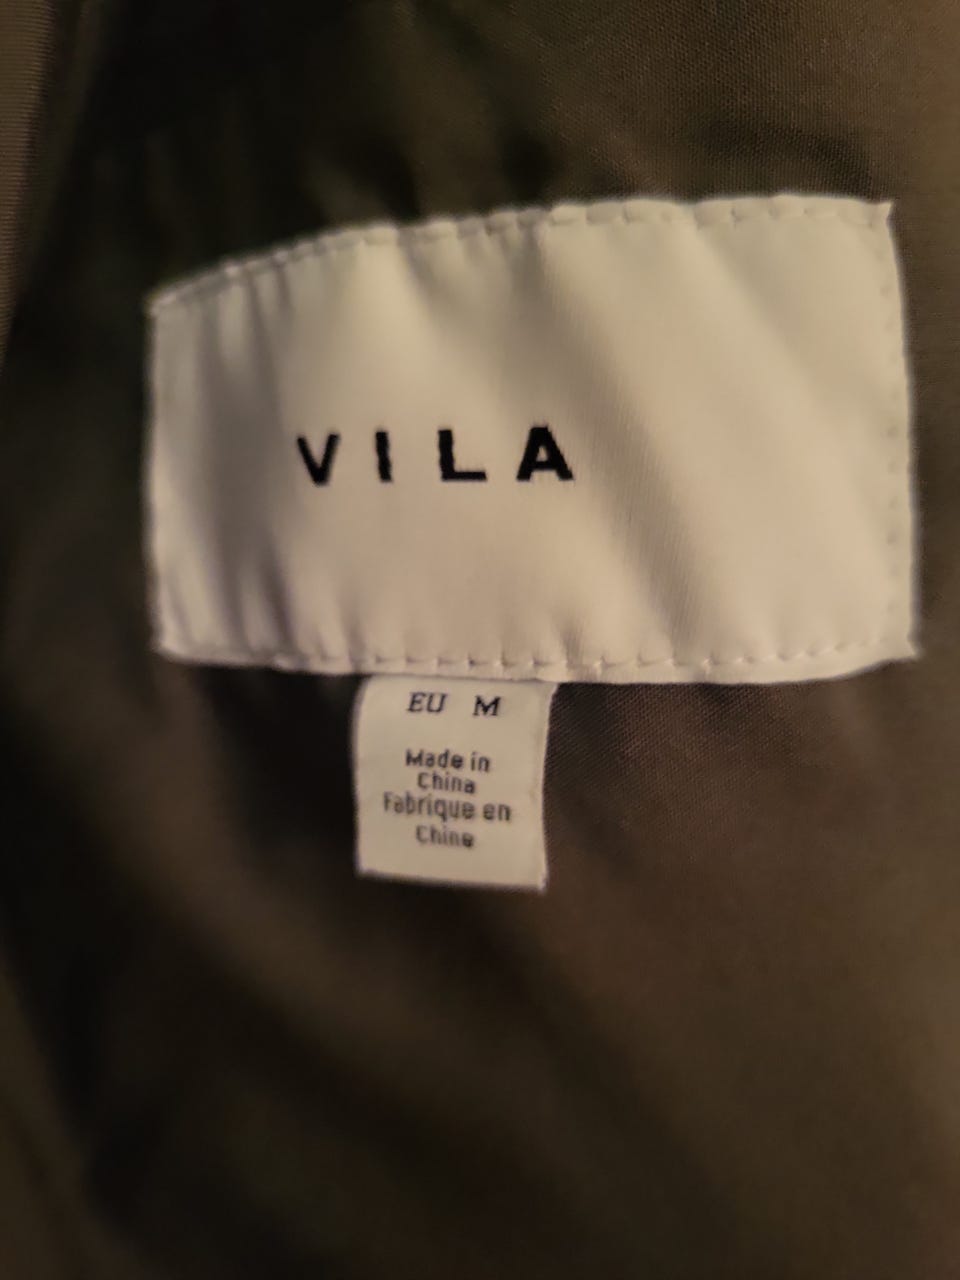 VILA
EU M
Made in
China
Fabrique en
Chine